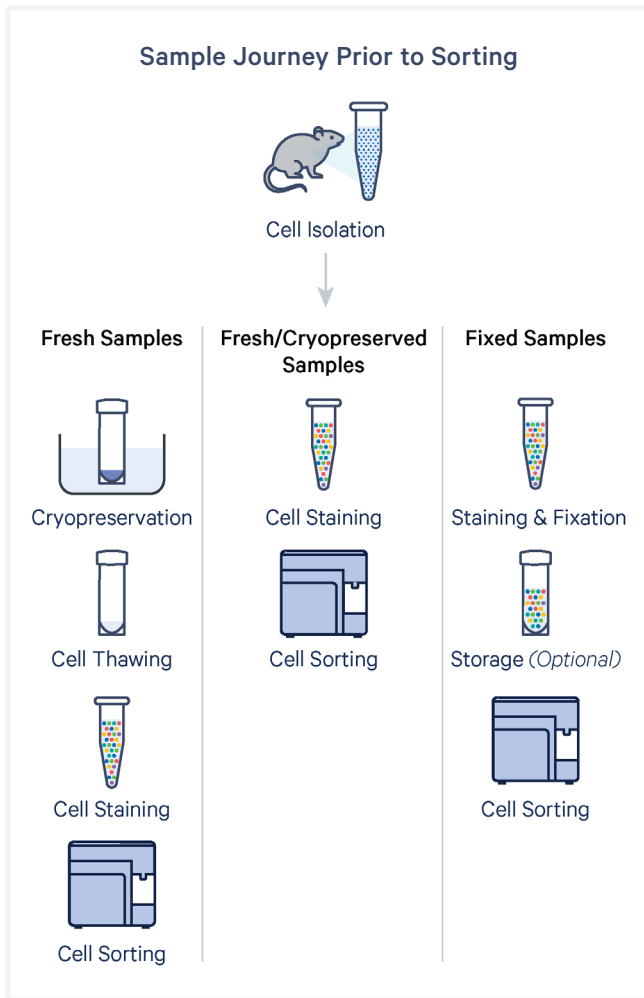 Sample Journey Prior to Sorting
Cell Isolation
Fresh Samples
Cryopreservation
Cell Thawing
Cell Staining
Cell Sorting
Fresh/Cryopreserved
Samples
Cell Staining
Cell Sorting
Fixed Samples
Staining & Fixation
Storage (Optional)
Cell Sorting